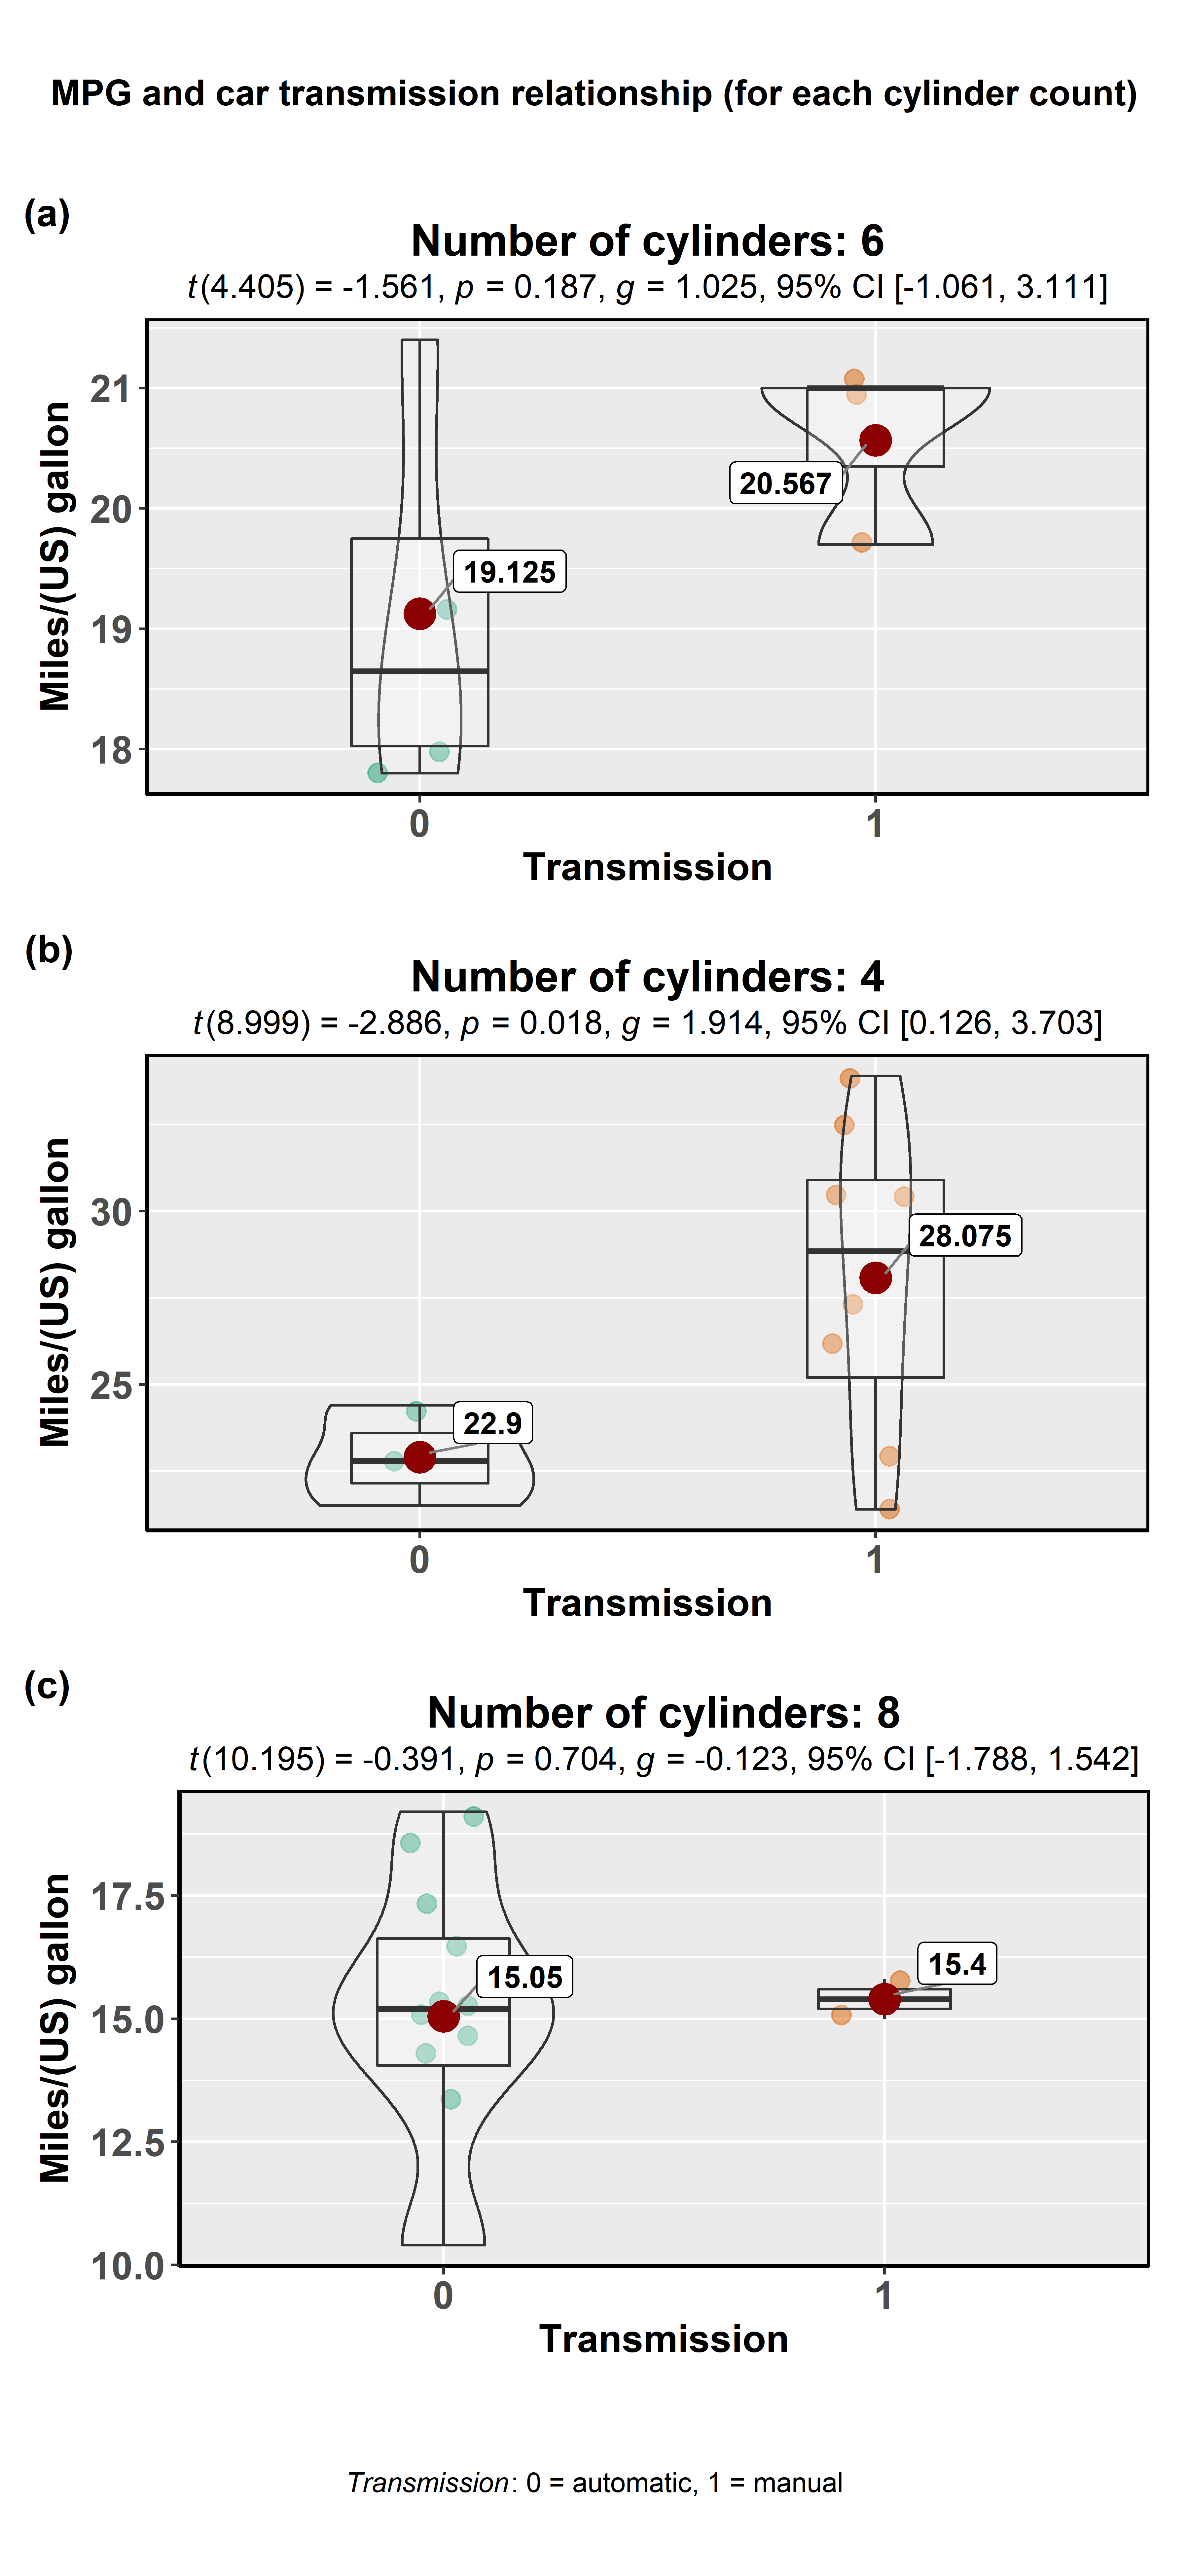 MPG and car transmission relationship (for each cylinder count)
(a)
Number of cylinders: 6
t(4.405) = -1.561, p = 0.187, g = 1.025, 95% CI [-1.061, 3.111]
Miles/(US) gallon
21
20
19
18
19.125
20.567
0 1
Transmission
(b)
Number of cylinders: 4
t(8.999) = -2.886, p = 0.018, g = 1.914, 95% CI [0.126, 3.703]
Miles/(US) gallon
30
25
28.075
22.9
0 1
Transmission
(c)
Number of cylinders: 8
t(10.195) = -0.391, p = 0.704, g = -0.123, 95% CI [-1.788, 1.542]
Miles/(US) gallon
17.5
15.0
12.5
10.0
15.05
15.4
0 1
Transmission
Transmission: 0 = automatic, 1 = manual